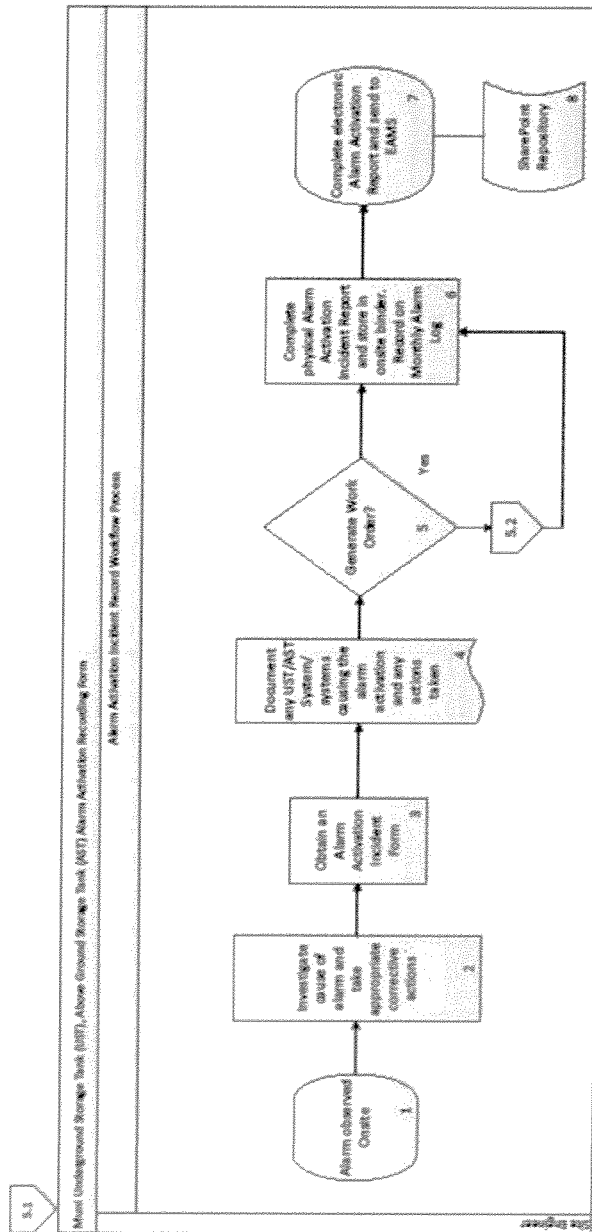 5.1
Muni Underground Storage Tank (UST), Above Ground Storage Tank (AST) Alarm Activation Recording Form
Alarm Activation Incident Record Workflow Process
Alarm observed
Onsite
1
Investigate
cause of
alarm and
take
appropriate
corrective
actions
2
Obtain an
Alarm
Activation
Incident
Form
3
Document
any UST/AST
System/
systems
causing the
alarm
activation
and any
actions
taken
4
Generate Work
Order?
5
Yes
5.2
Complete
physical Alarm
Activation
Incident Report
and store in
onsite binder.
Record on
Monthly Alarm
Log
6
Complete electronic
Alarm Activation
Report and send to
EAMS
7
SharePoint
Repository
8
Engineer